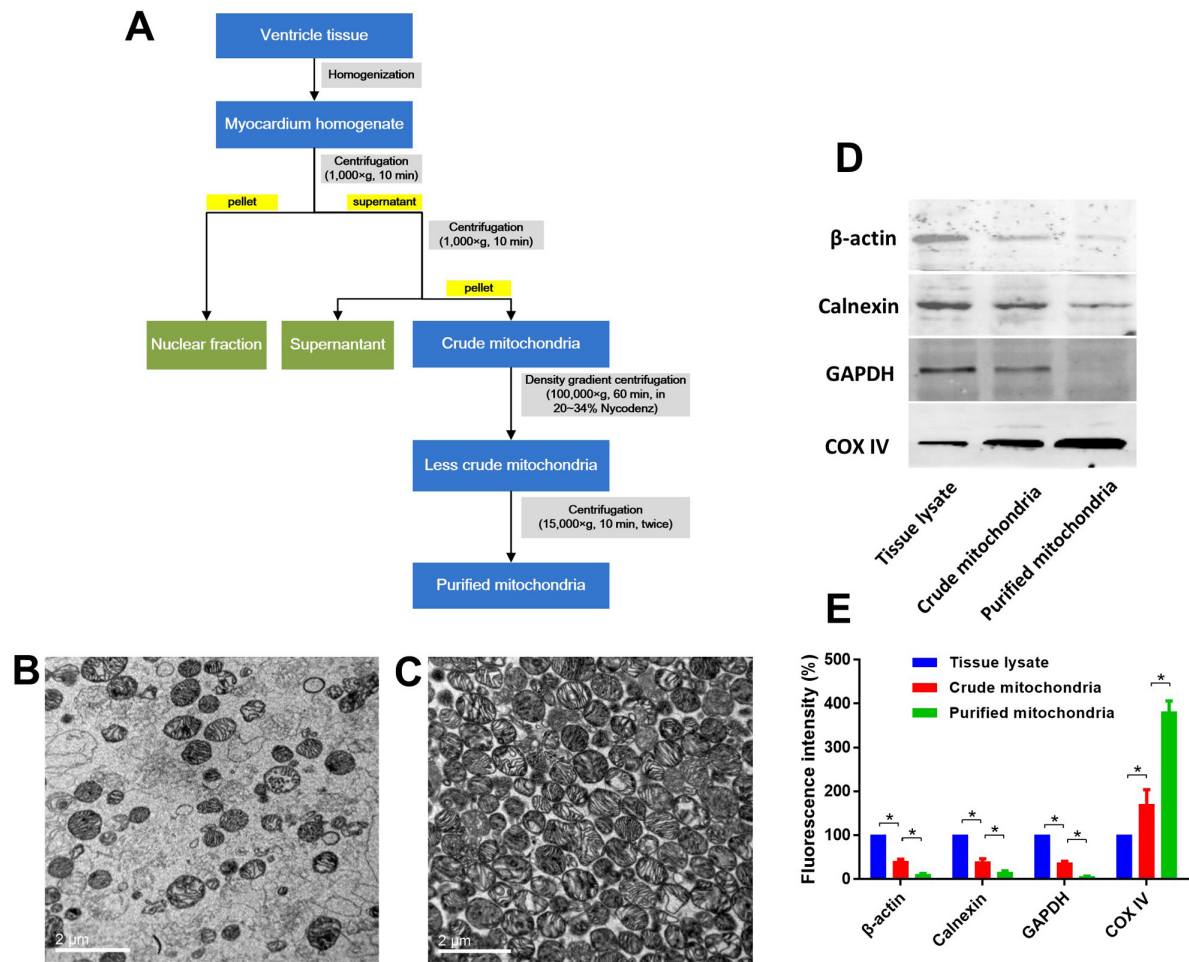 A
Ventricle tissue
Homogenization
Myocardium homogenate
Centrifugation
(1,000×g, 10 min)
pellet
supernatant
Centrifugation
(1,000×g, 10 min)
pellet
Nuclear fraction
Supernantant
Crude mitochondria
Density gradient centrifugation
(100,000×g, 60 min, in
20~34% Nycodenz)
Less crude mitochondria
Centrifugation
(15,000×g, 10 min, twice)
Purified mitochondria
B
2 µm
C
2 µm
D
β-actin
Calnexin
GAPDH
COX IV
Tissue lysate
Crude mitochondria
Purified mitochondria
E
Fluorescence intensity (%)
500
400
300
200
100
0
Tissue lysate
Crude mitochondria
Purified mitochondria
* * * * * * * *
β-actin
Calnexin
GAPDH
COX IV